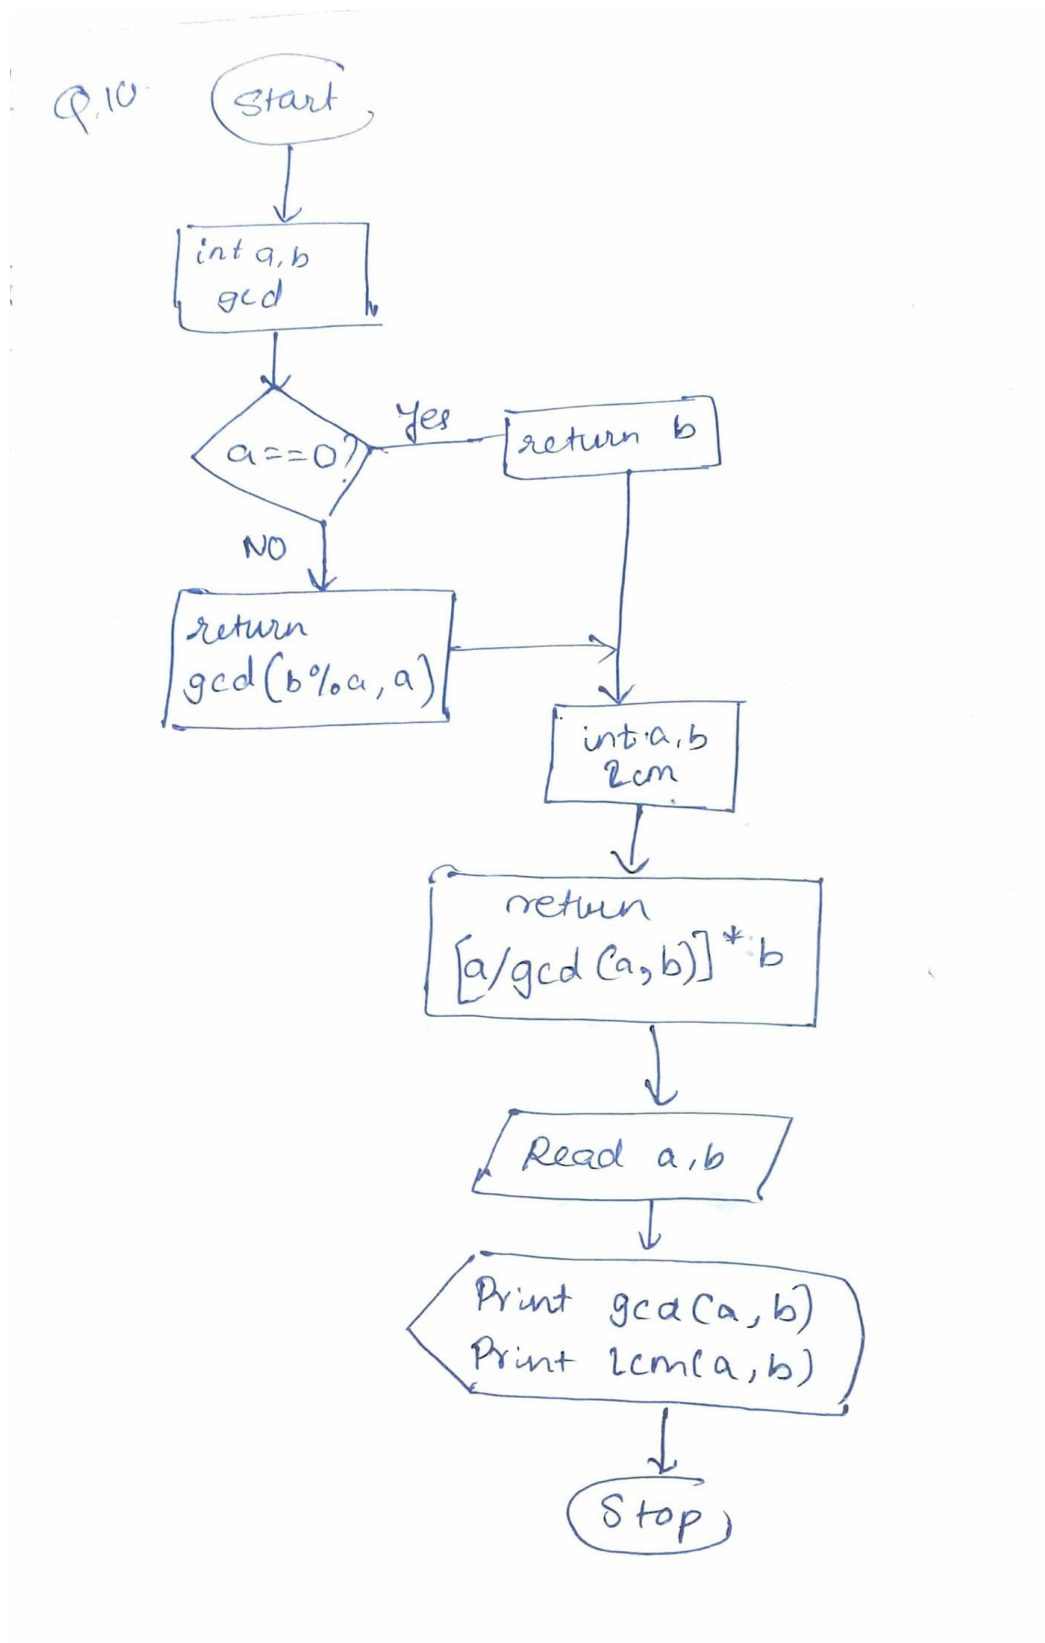 Q.10
Start
int a,b
gcd
a==0?
Yes
return b
NO
return
gcd(b%a, a)
int a,b
lcm
return
[a/gcd(a,b)]*b
Read a,b
Print gcd(a,b)
Print lcm(a,b)
Stop